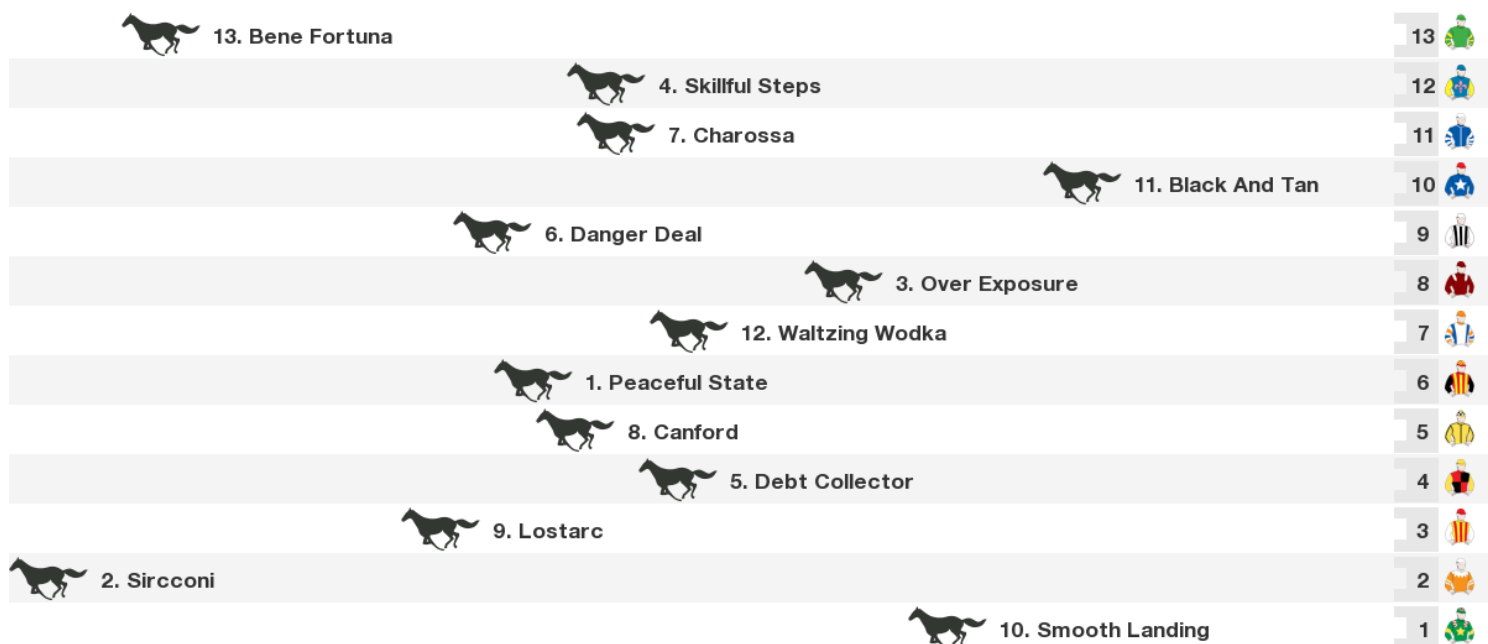 13. Bene Fortuna 13
4. Skillful Steps 12
7. Charossa 11
11. Black And Tan 10
6. Danger Deal 9
3. Over Exposure 8
12. Waltzing Wodka 7
1. Peaceful State 6
8. Canford 5
5. Debt Collector 4
9. Lostarc 3
2. Sircconi 2
10. Smooth Landing 1